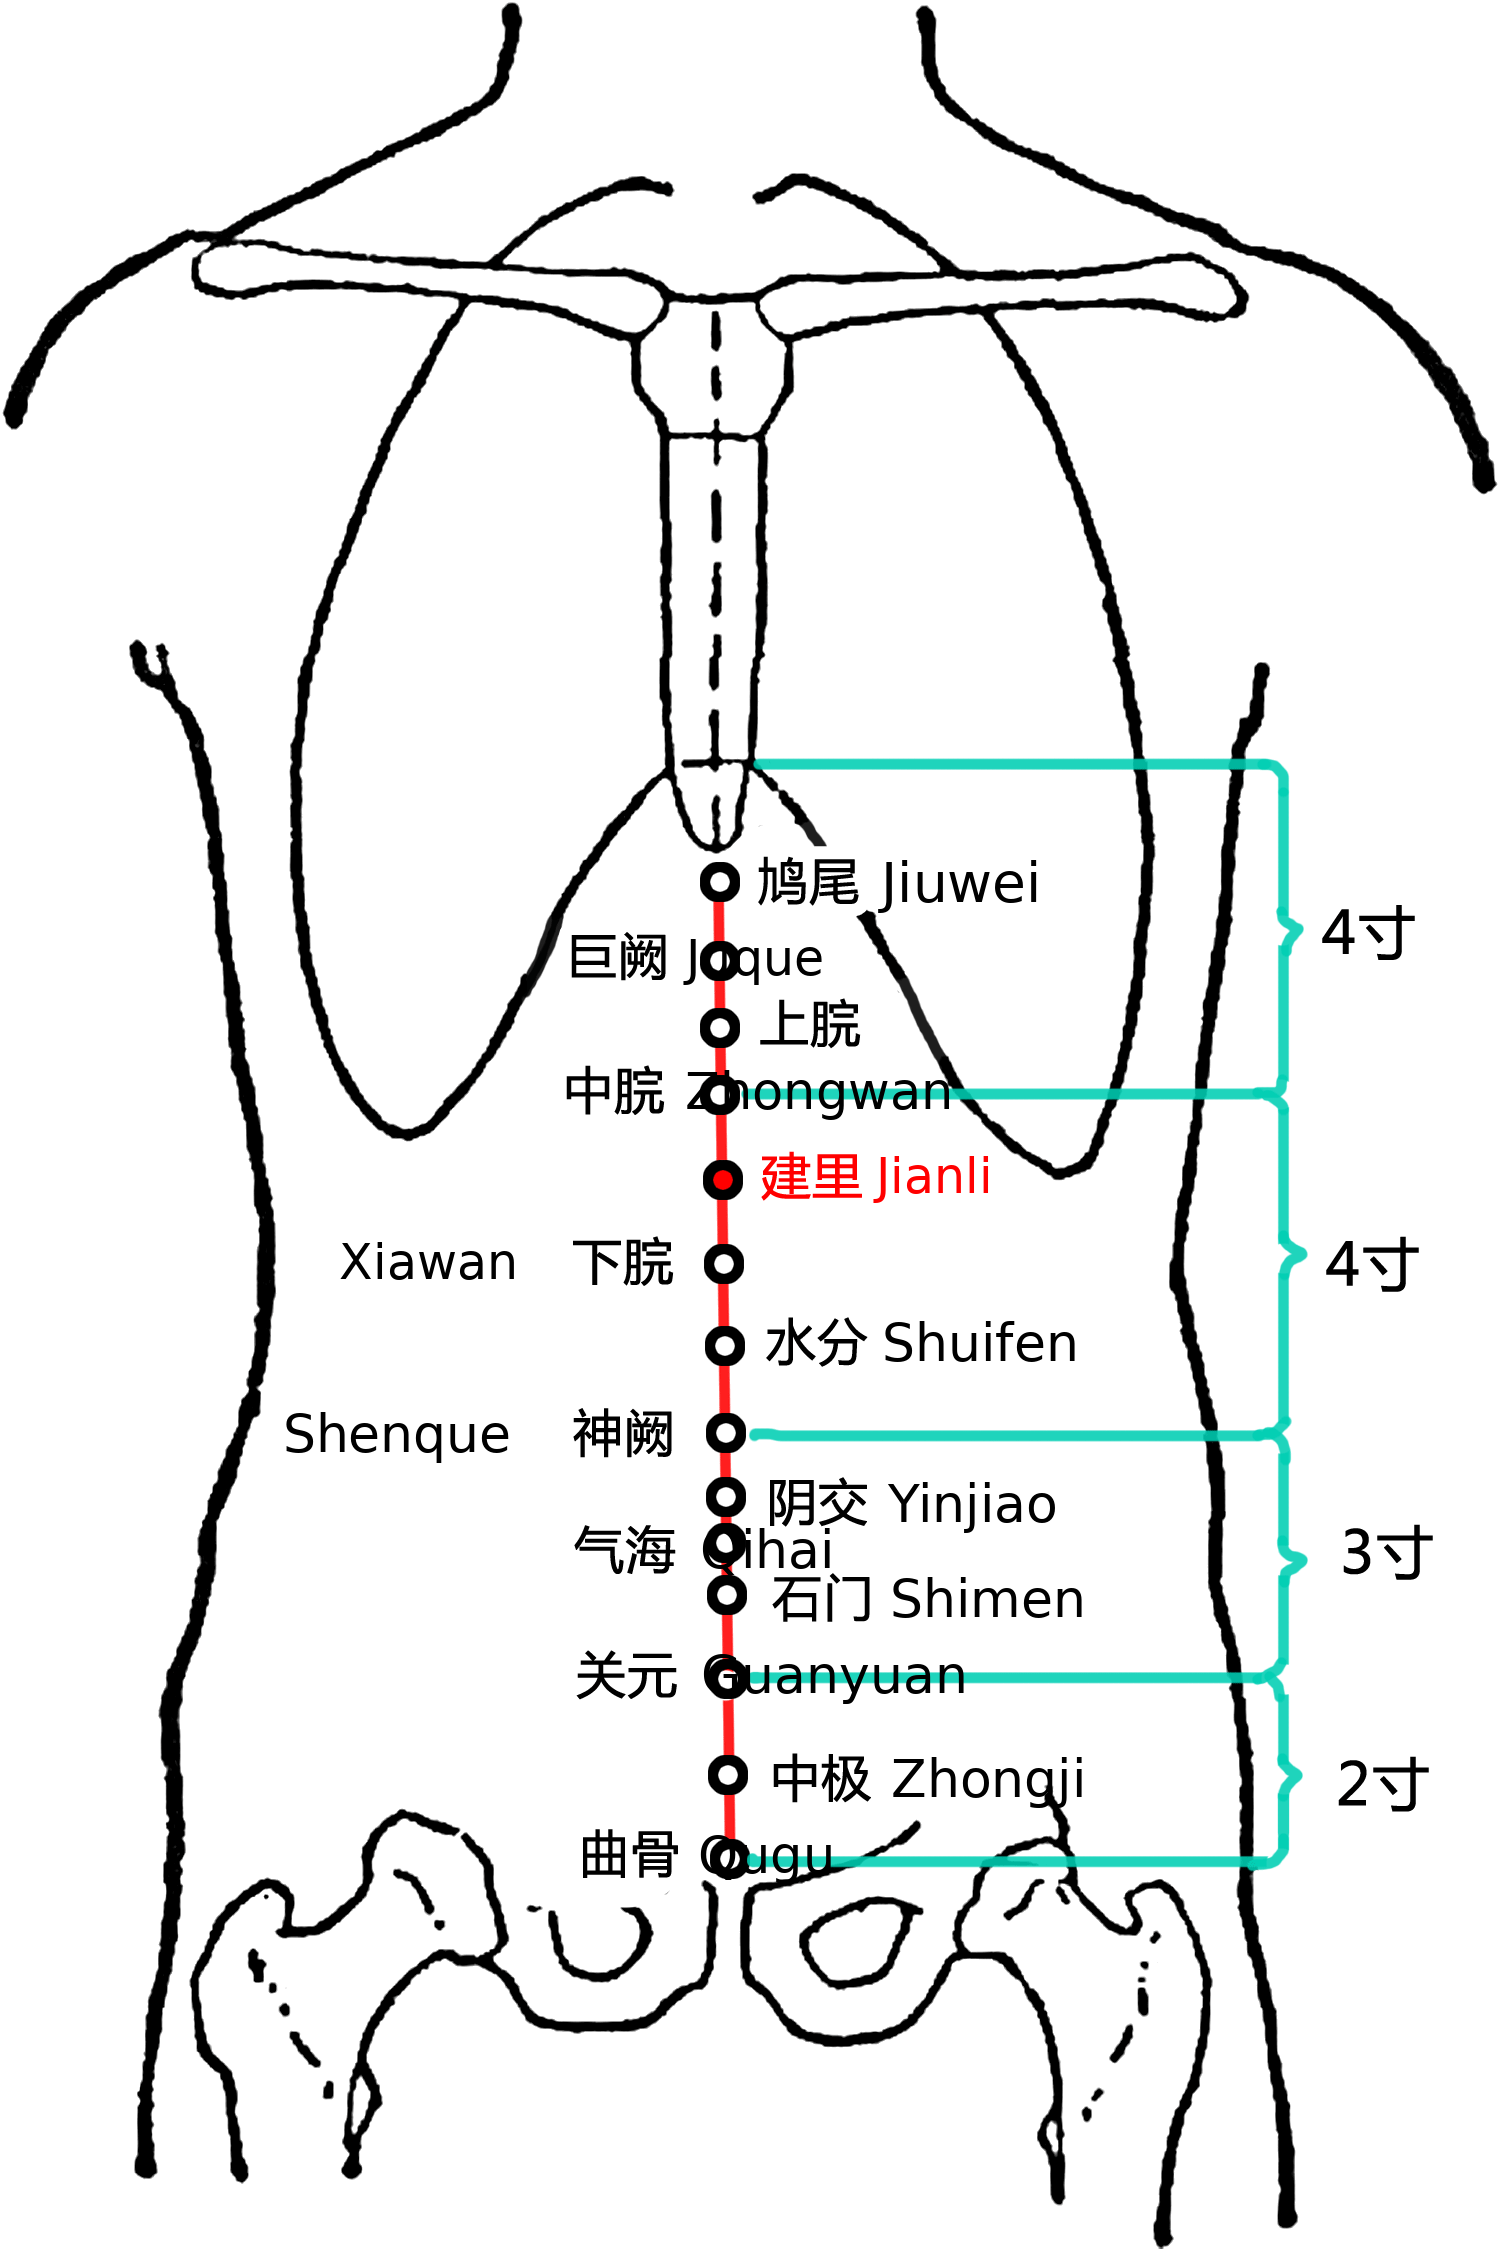 鸠尾 Jiuwei
巨阙 Juque
4寸
上脘
中脘 Zhongwan
建里 Jianli
Xiawan 下脘
4寸
水分 Shuifen
Shenque 神阙
阴交 Yinjiao
气海 Qihai
3寸
石门 Shimen
关元 Guanyuan
中极 Zhongji
2寸
曲骨 Qugu